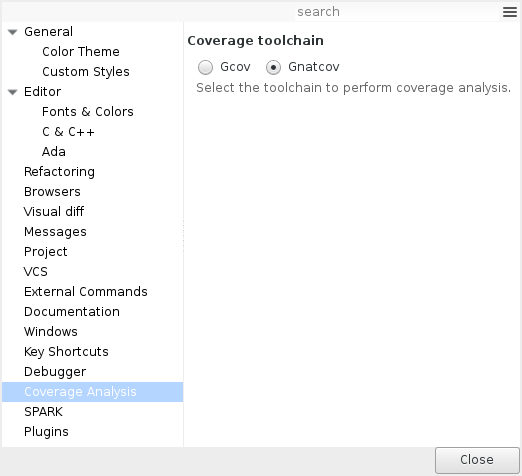 search
General
Color Theme
Custom Styles
Editor
Fonts & Colors
C & C++
Ada
Refactoring
Browsers
Visual diff
Messages
Project
VCS
External Commands
Documentation
Windows
Key Shortcuts
Debugger
Coverage Analysis
SPARK
Plugins
Coverage toolchain
Gcov Gnatcov
Select the toolchain to perform coverage analysis.
Close